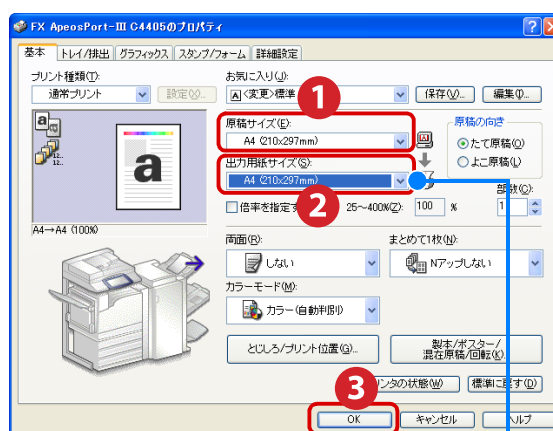 FX ApeosPort-III C4405のプロパティ
基本 トレイ/排出 グラフィックス スタンプ/フォーム 詳細設定
プリント種類(T):
通常プリント 設定(X)...
お気に入り(J):
<変更>標準 保存(V)... 編集(I)...
1
原稿サイズ(E):
A4 (210x297mm)
原稿の向き
たて原稿(O)
よこ原稿(L)
出力用紙サイズ(S):
A4 (210x297mm)
2
倍率を指定す 25～400%(Z): 100 %
部数(C):
1
a
12..
12..
a
A4→A4 (100%)
両面(R):
しない
まとめて1枚(N):
Nアップしない
カラーモード(M):
カラー(自動判別)
とじしろ/プリント位置(G)...
製本/ポスター/
混在原稿/回転(K)...
3
リンタの状態(W) 標準に戻す(D)
OK キャンセル ヘルプ